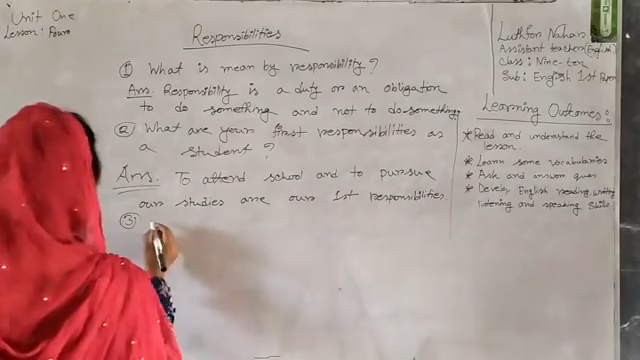 Unit One
Lesson: Four
Responsibilities
① What is mean by responsibility?
Ans. Responsibility is a duty or an obligation
to do something and not to do something.
② What are your first responsibilities as
a student?
Ans. To attend school and to pursue
our studies are our 1st responsibilities
③
Luthfor Nahar
Assistant teacher (English)
Class: Nine-ten
Sub: English 1st Paper
Learning Outcomes:
* Read and understand the
lesson.
* Learn some vocabularies
* Ask and answer ques
* Develop English reading, writing
listening and speaking skills.